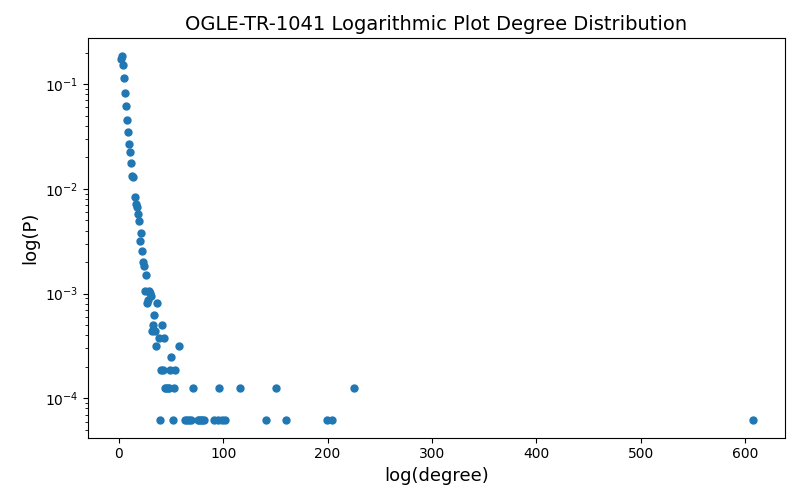 OGLE-TR-1041 Logarithmic Plot Degree Distribution
10⁻¹
10⁻²
10⁻³
10⁻⁴
log(P)
0 100 200 300 400 500 600
log(degree)